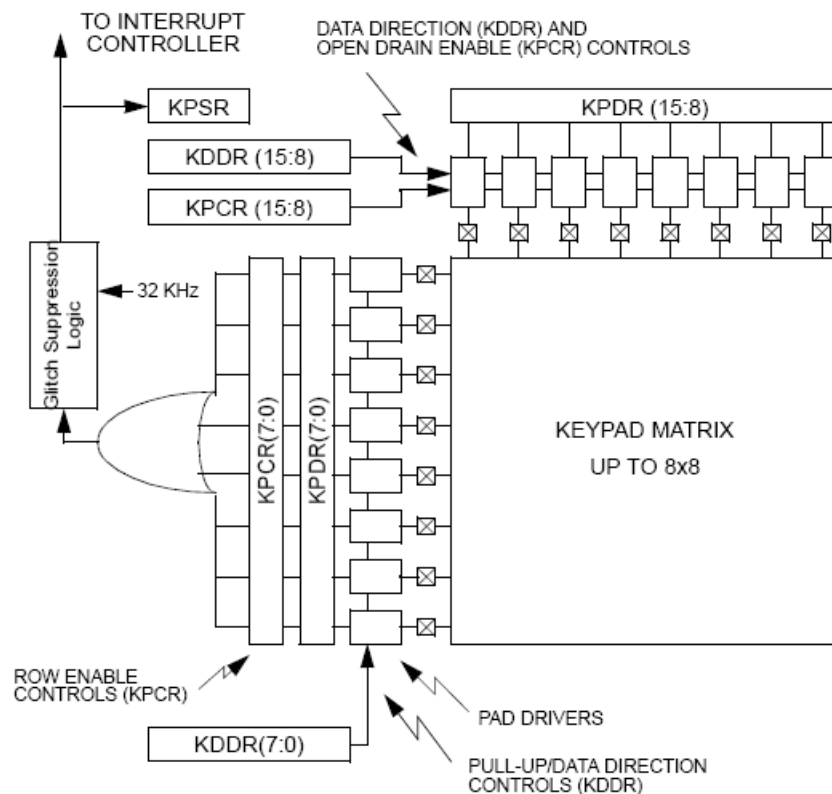 TO INTERRUPT
CONTROLLER
DATA DIRECTION (KDDR) AND
OPEN DRAIN ENABLE (KPCR) CONTROLS
KPSR
KPDR (15:8)
KDDR (15:8)
KPCR (15:8)
Glitch Suppression
Logic
32 KHz
KPCR(7:0)
KPDR(7:0)
KEYPAD MATRIX
UP TO 8x8
ROW ENABLE
CONTROLS (KPCR)
PAD DRIVERS
KDDR(7:0)
PULL-UP/DATA DIRECTION
CONTROLS (KDDR)